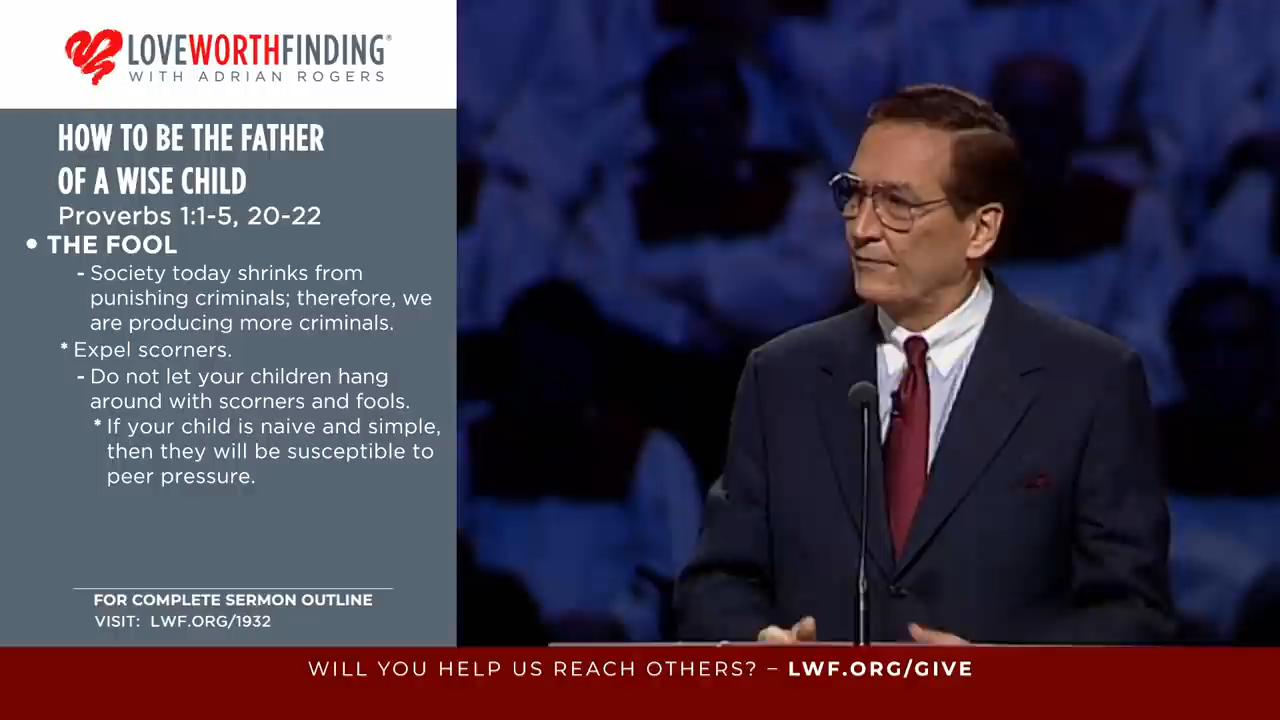 LOVEWORTHFINDING®
WITH ADRIAN ROGERS
HOW TO BE THE FATHER
OF A WISE CHILD
Proverbs 1:1-5, 20-22
• THE FOOL
- Society today shrinks from
punishing criminals; therefore, we
are producing more criminals.
* Expel scorners.
- Do not let your children hang
around with scorners and fools.
* If your child is naive and simple,
then they will be susceptible to
peer pressure.
FOR COMPLETE SERMON OUTLINE
VISIT: LWF.ORG/1932
WILL YOU HELP US REACH OTHERS? – LWF.ORG/GIVE